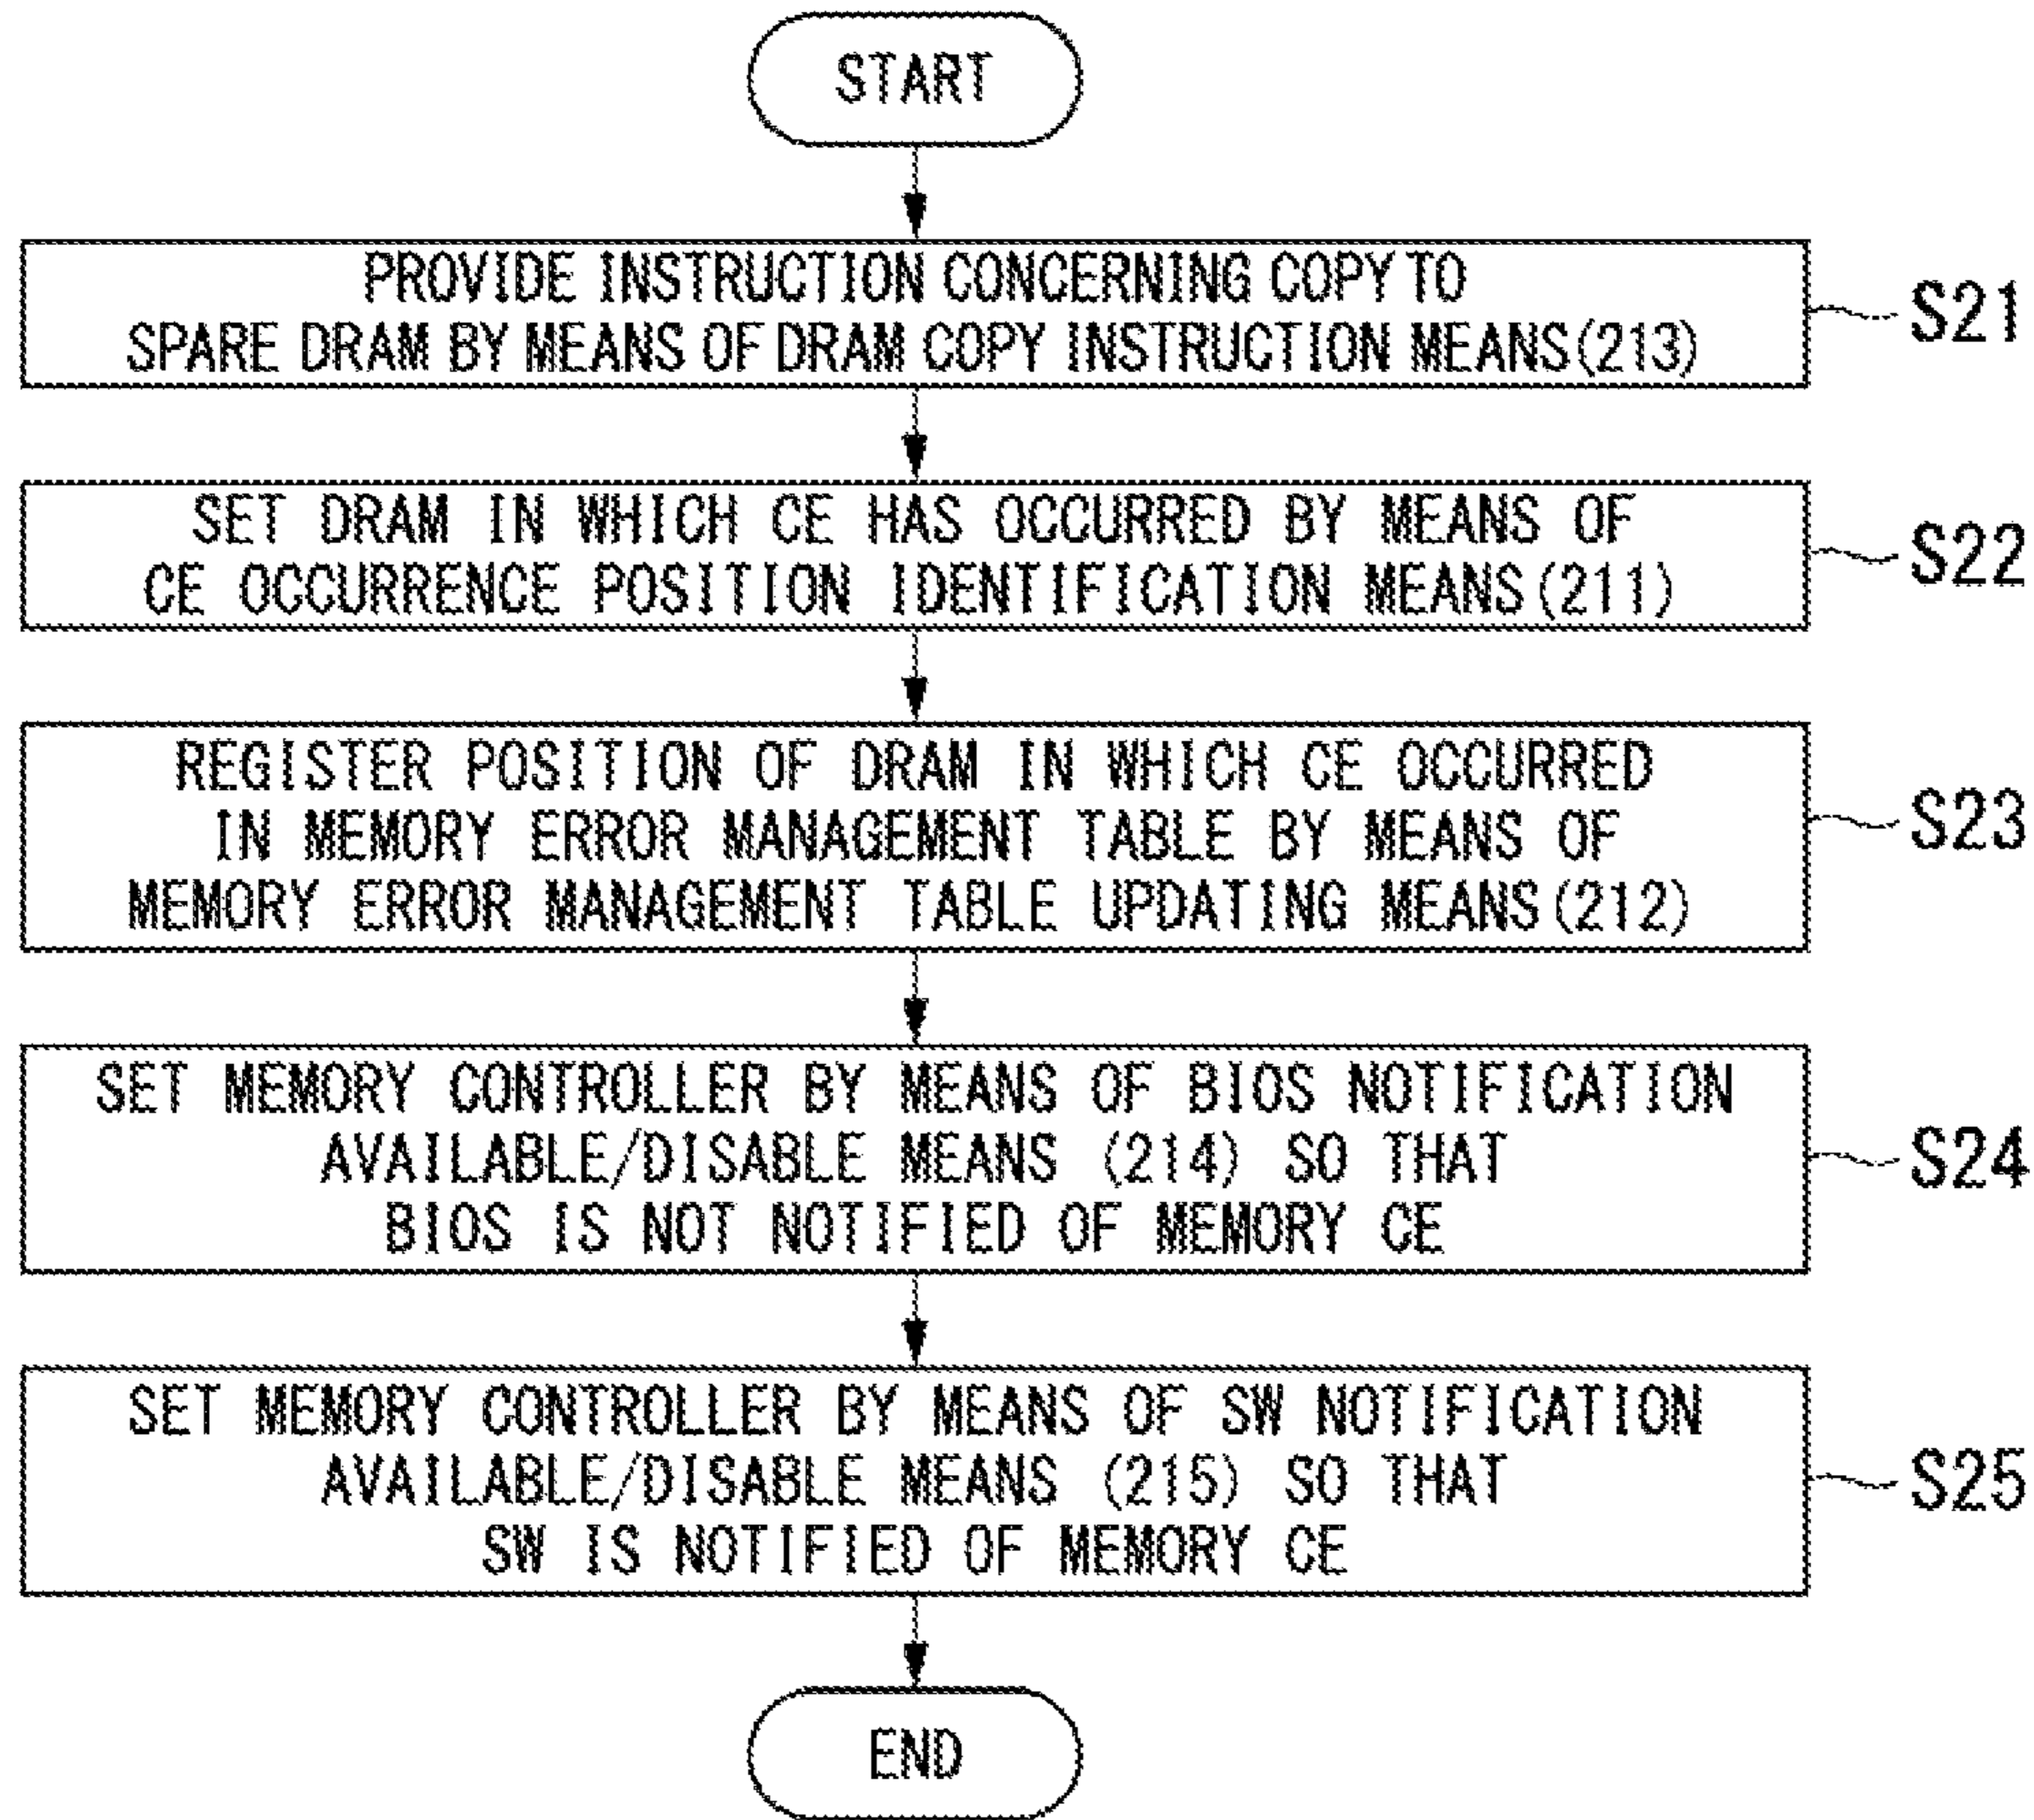 START
PROVIDE INSTRUCTION CONCERNING COPY TO
SPARE DRAM BY MEANS OF DRAM COPY INSTRUCTION MEANS(213)
S21
SET DRAM IN WHICH CE HAS OCCURRED BY MEANS OF
CE OCCURRENCE POSITION IDENTIFICATION MEANS(211)
S22
REGISTER POSITION OF DRAM IN WHICH CE OCCURRED
IN MEMORY ERROR MANAGEMENT TABLE BY MEANS OF
MEMORY ERROR MANAGEMENT TABLE UPDATING MEANS(212)
S23
SET MEMORY CONTROLLER BY MEANS OF BIOS NOTIFICATION
AVAILABLE/DISABLE MEANS (214) SO THAT
BIOS IS NOT NOTIFIED OF MEMORY CE
S24
SET MEMORY CONTROLLER BY MEANS OF SW NOTIFICATION
AVAILABLE/DISABLE MEANS (215) SO THAT
SW IS NOTIFIED OF MEMORY CE
S25
END